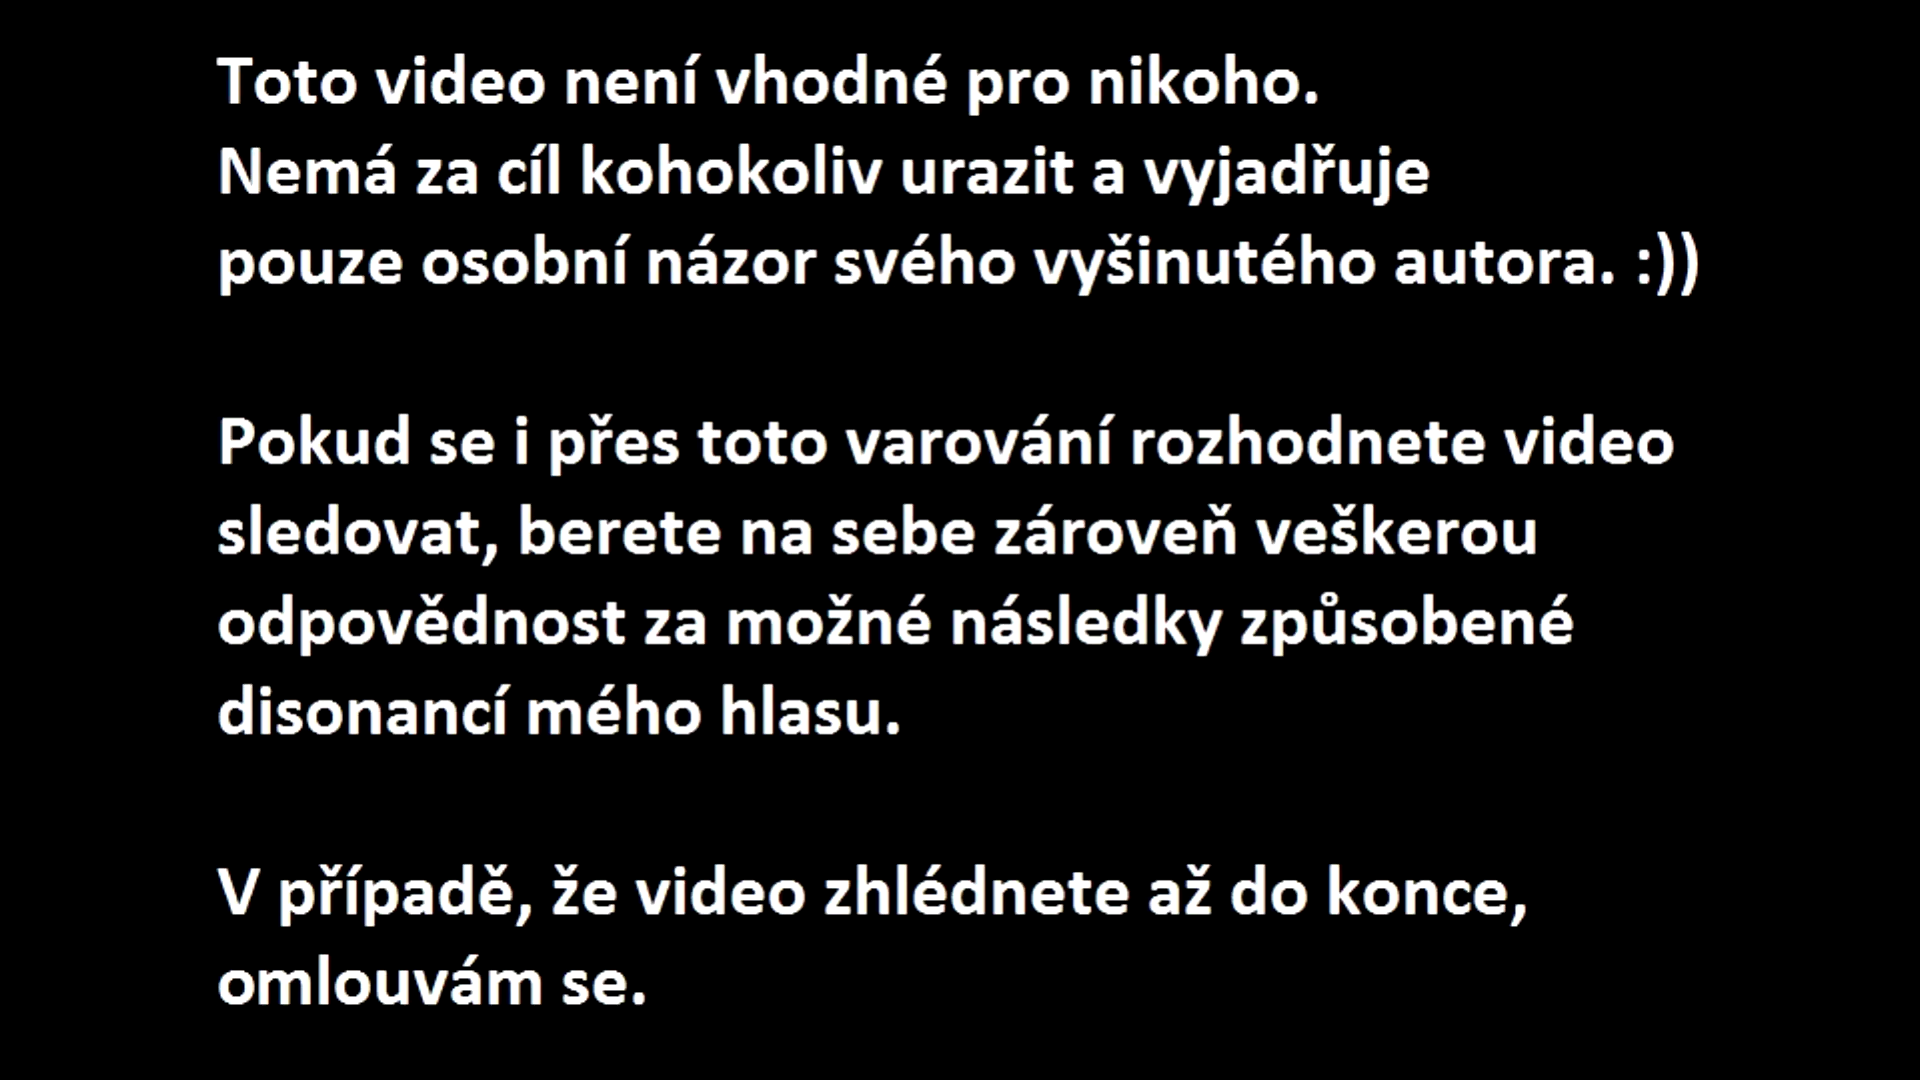 Toto video není vhodné pro nikoho.
Nemá za cíl kohokoliv urazit a vyjadřuje
pouze osobní názor svého vyšinutého autora. :))
Pokud se i přes toto varování rozhodnete video
sledovat, berete na sebe zároveň veškerou
odpovědnost za možné následky způsobené
disonancí mého hlasu.
V případě, že video zhlédnete až do konce,
omlouvám se.